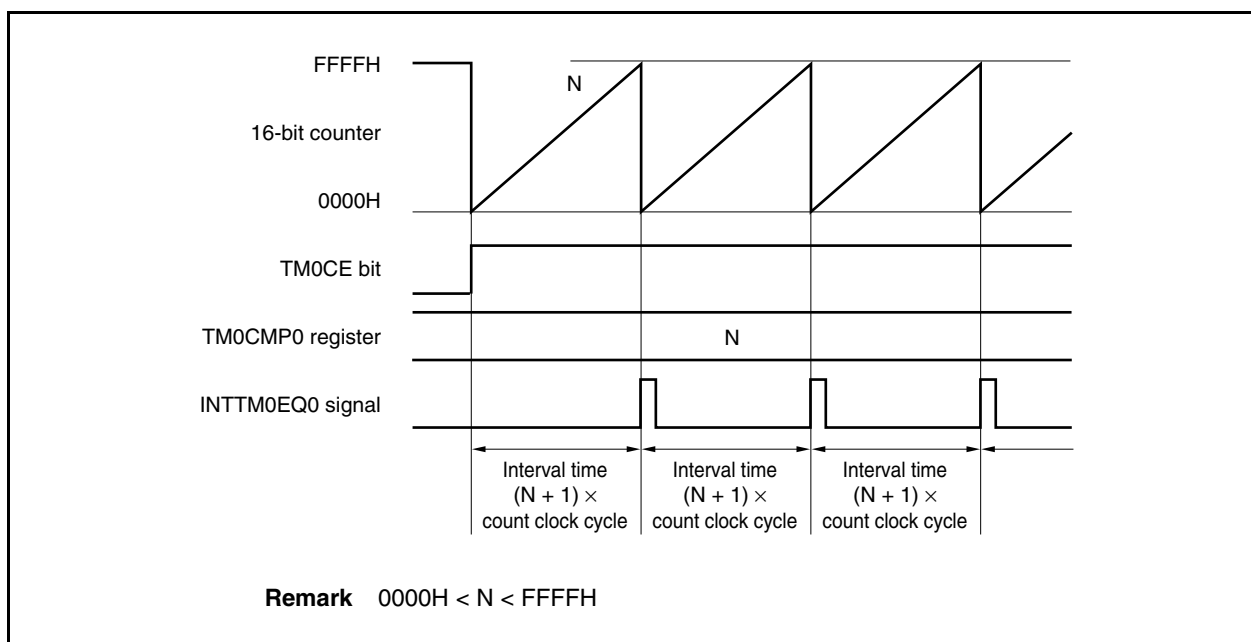 FFFFH
N
16-bit counter
0000H
TM0CE bit
TM0CMP0 register
N
INTTM0EQ0 signal
Interval time
(N + 1) ×
count clock cycle
Interval time
(N + 1) ×
count clock cycle
Interval time
(N + 1) ×
count clock cycle
Remark 0000H < N < FFFFH